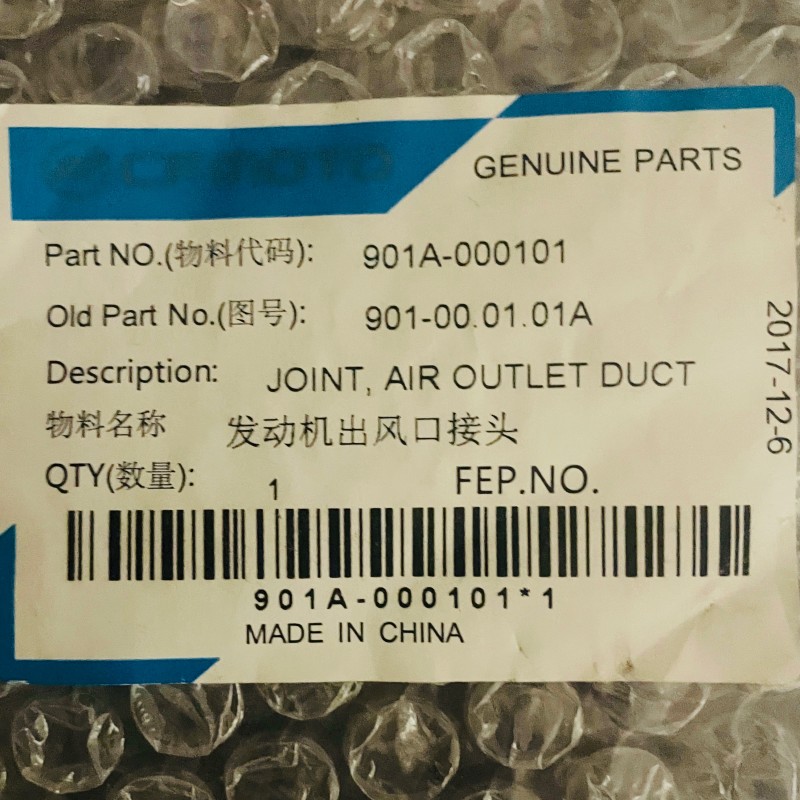 CFMOTO
GENUINE PARTS
Part NO.(物料代码): 901A-000101
Old Part No.(图号): 901-00.01.01A
Description: JOINT, AIR OUTLET DUCT
物料名称 发动机出风口接头
QTY(数量): 1 FEP.NO.
901A-000101*1
MADE IN CHINA
2017-12-6